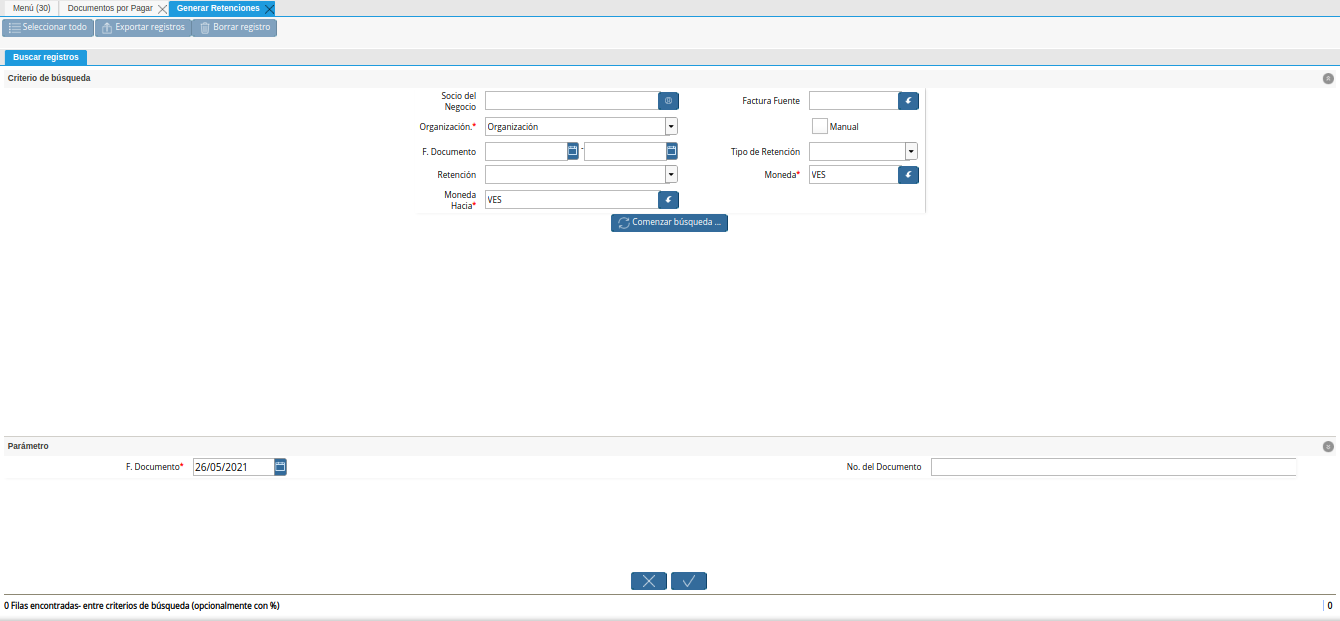 Menú (30) Documentos por Pagar Generar Retenciones
Seleccionar todo Exportar registros Borrar registro
Buscar registros
Criterio de búsqueda
Socio del Negocio Factura Fuente
Organización.* Organización Manual
F. Documento - Tipo de Retención
Retención Moneda* VES
Moneda Hacia* VES
Comenzar búsqueda ...
Parámetro
F. Documento* 26/05/2021 No. del Documento
0 Filas encontradas- entre criterios de búsqueda (opcionalmente con %) 0